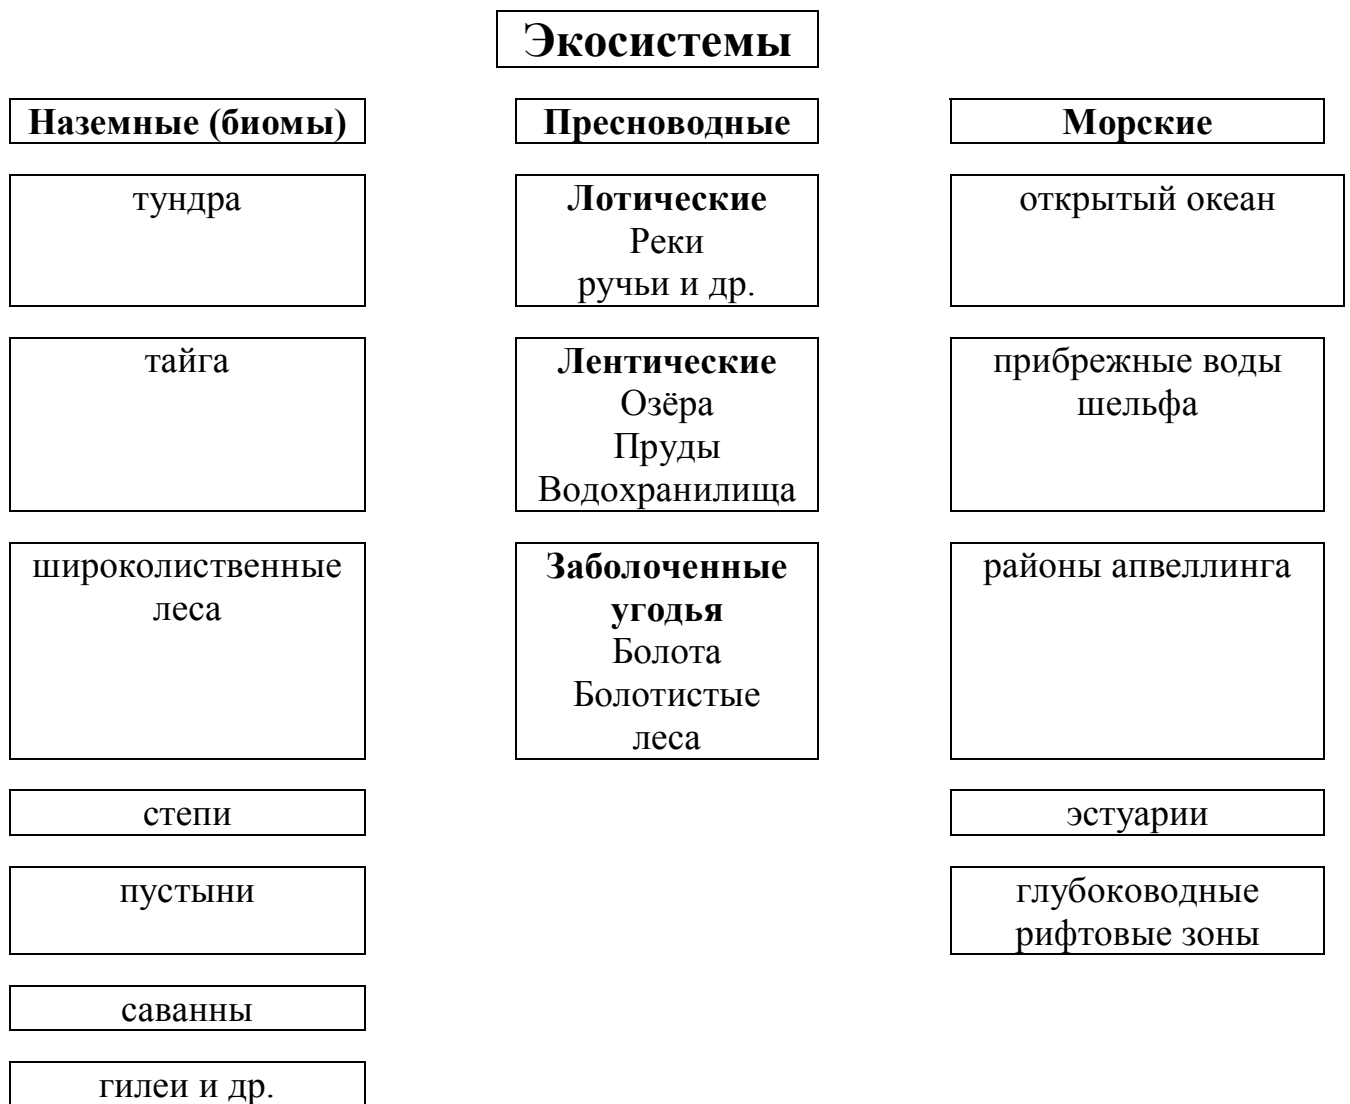 Экосистемы
Наземные (биомы)
Пресноводные
Морские
тундра
Лотические
Реки
ручьи и др.
открытый океан
тайга
Лентические
Озёра
Пруды
Водохранилища
прибрежные воды
шельфа
широколиственные
леса
Заболоченные
угодья
Болота
Болотистые
леса
районы апвеллинга
степи
эстуарии
пустыни
глубоководные
рифтовые зоны
саванны
гилеи и др.